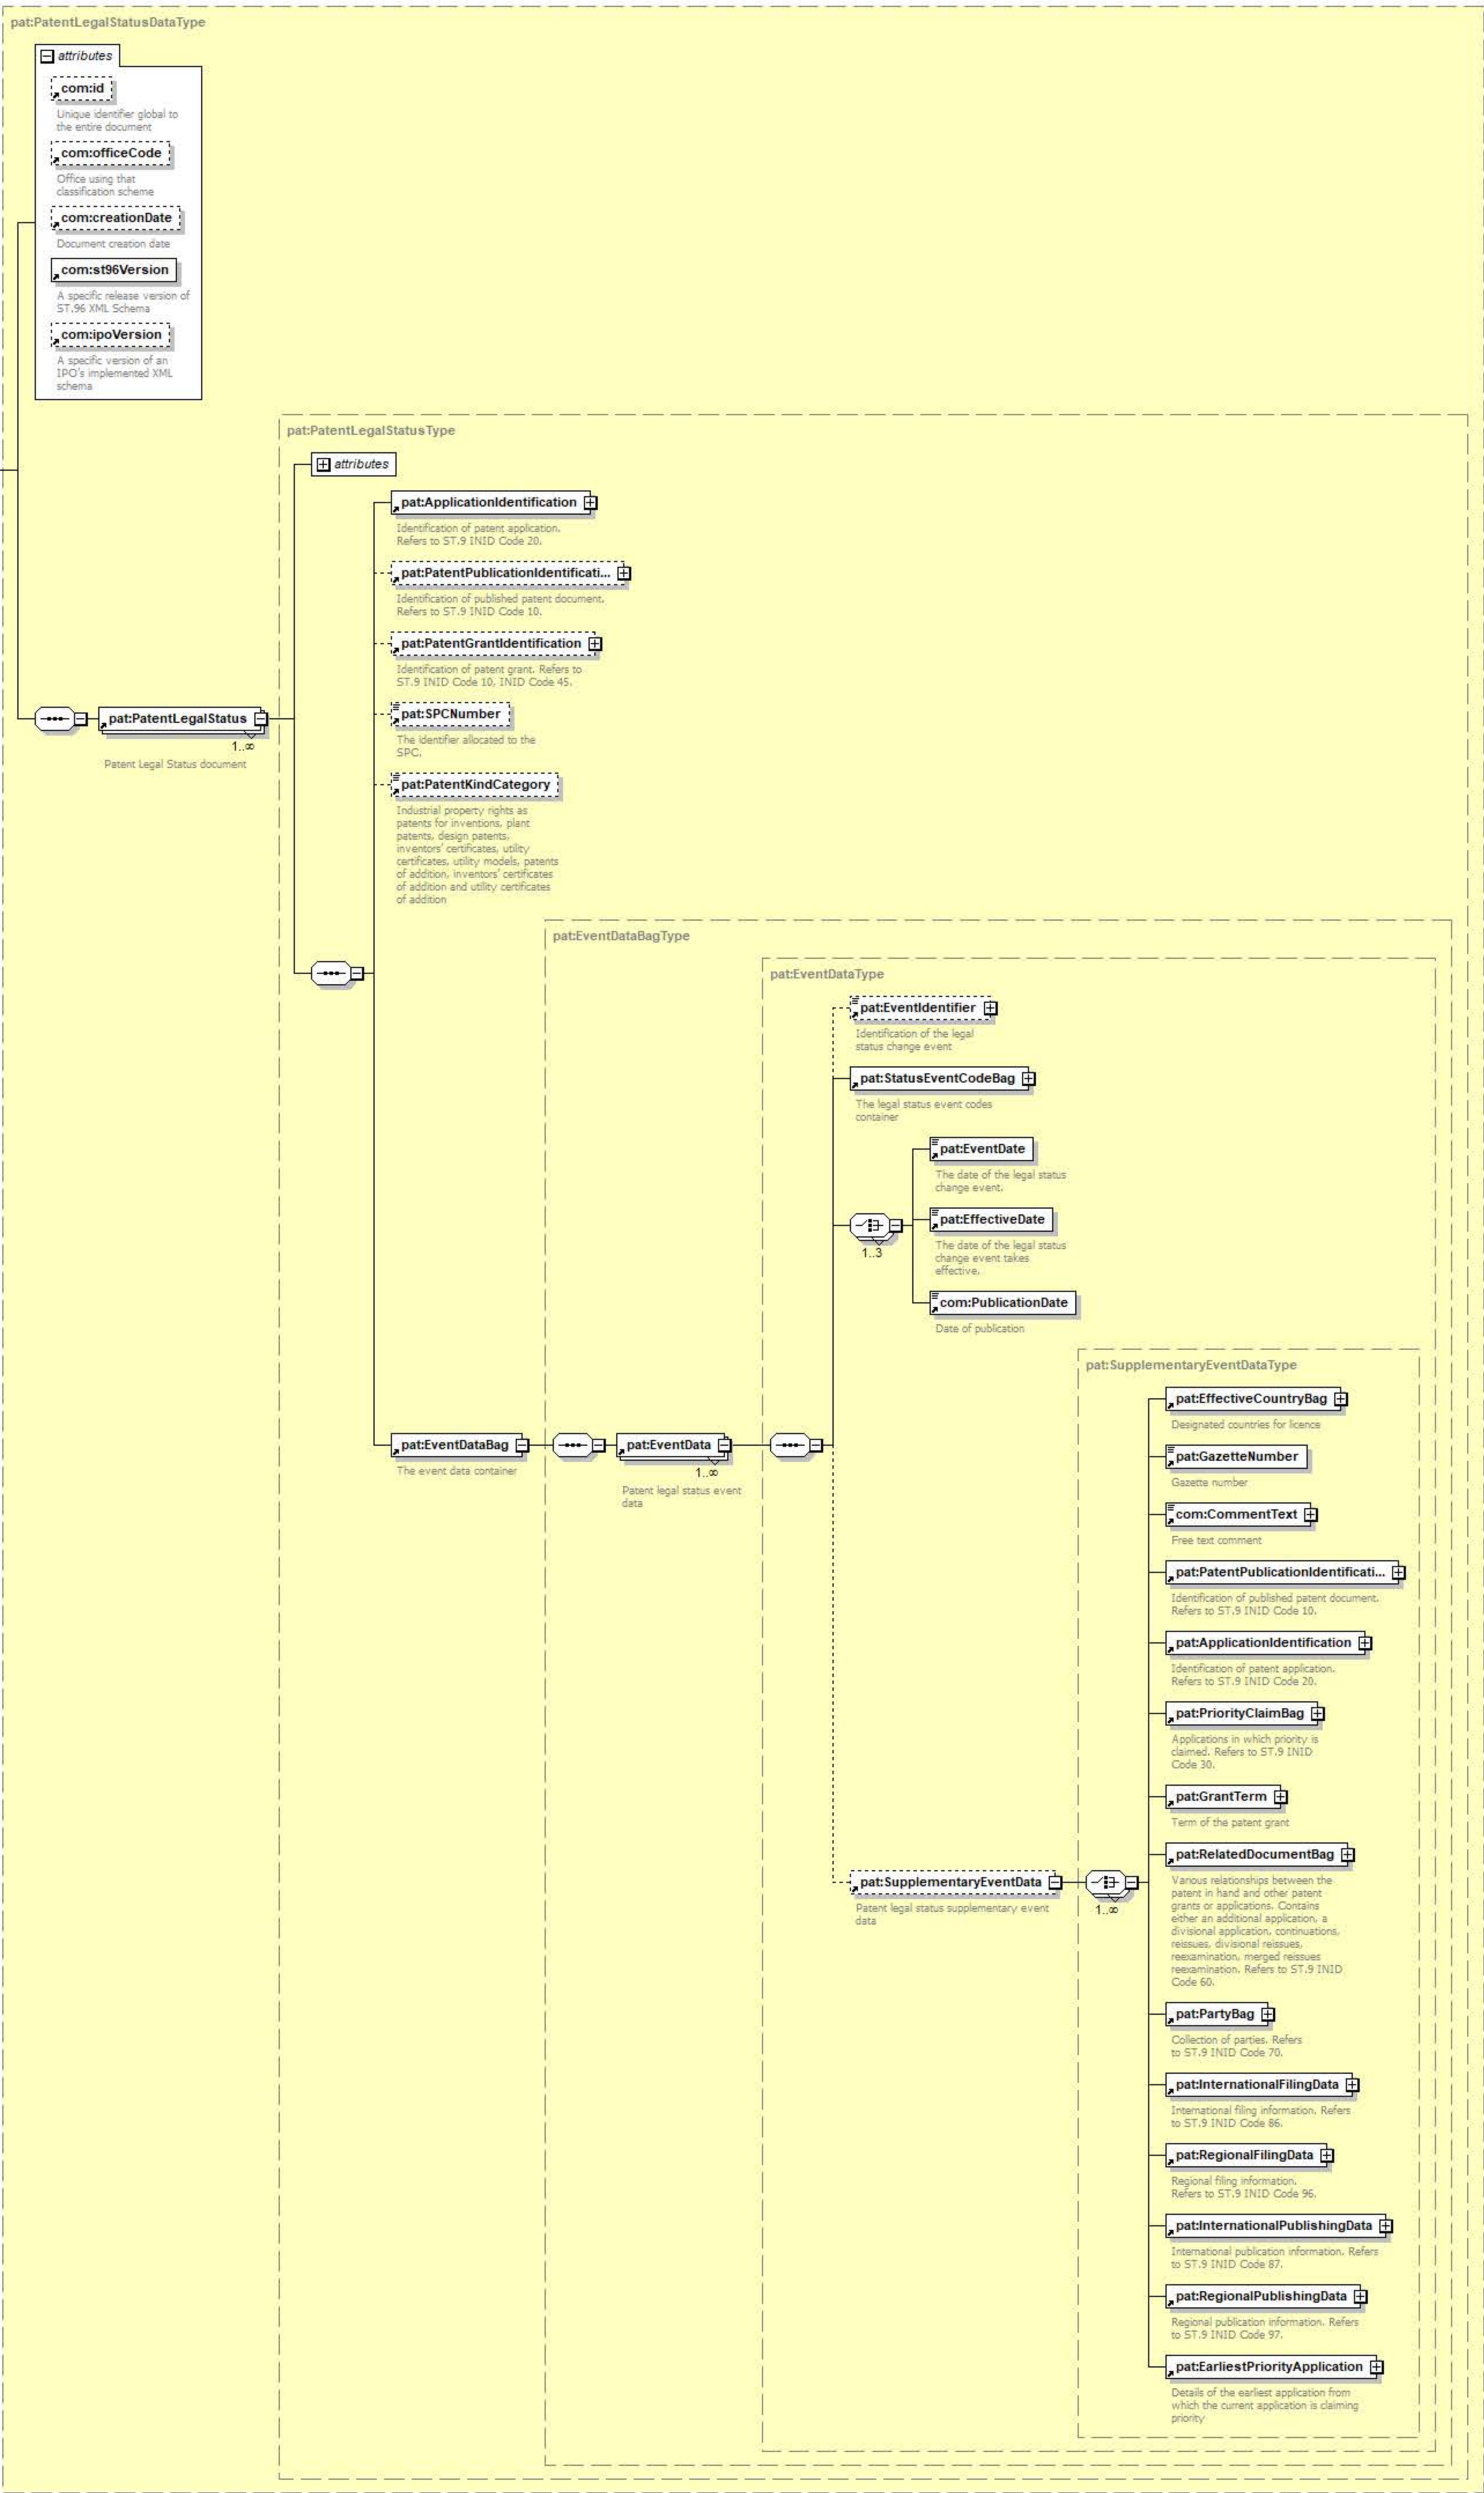 pat:PatentLegalStatusDataType
attributes
com:id
Unique identifier global to
the entire document
com:officeCode
Office using that
classification scheme
com:creationDate
Document creation date
com:st96Version
A specific release version of
ST.96 XML Schema
com:ipoVersion
A specific version of an
IPO's implemented XML
schema
pat:PatentLegalStatus
1..∞
Patent Legal Status document
pat:PatentLegalStatusType
attributes
pat:ApplicationIdentification
Identification of patent application.
Refers to ST.9 INID Code 20.
pat:PatentPublicationIdentificati...
Identification of published patent document.
Refers to ST.9 INID Code 10.
pat:PatentGrantIdentification
Identification of patent grant. Refers to
ST.9 INID Code 10, INID Code 45.
pat:SPCNumber
The identifier allocated to the
SPC.
pat:PatentKindCategory
Industrial property rights as
patents for inventions, plant
patents, design patents,
inventors' certificates, utility
certificates, utility models, patents
of addition, inventors' certificates
of addition and utility certificates
of addition
pat:EventDataBag
The event data container
pat:EventDataBagType
pat:EventData
1..∞
Patent legal status event
data
pat:EventDataType
pat:EventIdentifier
Identification of the legal
status change event
pat:StatusEventCodeBag
The legal status event codes
container
1..3
pat:EventDate
The date of the legal status
change event.
pat:EffectiveDate
The date of the legal status
change event takes
effective.
com:PublicationDate
Date of publication
pat:SupplementaryEventData
Patent legal status supplementary event
data
pat:SupplementaryEventDataType
1..∞
pat:EffectiveCountryBag
Designated countries for licence
pat:GazetteNumber
Gazette number
com:CommentText
Free text comment
pat:PatentPublicationIdentificati...
Identification of published patent document.
Refers to ST.9 INID Code 10.
pat:ApplicationIdentification
Identification of patent application.
Refers to ST.9 INID Code 20.
pat:PriorityClaimBag
Applications in which priority is
claimed. Refers to ST.9 INID
Code 30.
pat:GrantTerm
Term of the patent grant
pat:RelatedDocumentBag
Various relationships between the
patent in hand and other patent
grants or applications. Contains
either an additional application, a
divisional application, continuations,
reissues, divisional reissues,
reexamination, merged reissues
reexamination. Refers to ST.9 INID
Code 60.
pat:PartyBag
Collection of parties. Refers
to ST.9 INID Code 70.
pat:InternationalFilingData
International filing information. Refers
to ST.9 INID Code 86.
pat:RegionalFilingData
Regional filing information.
Refers to ST.9 INID Code 96.
pat:InternationalPublishingData
International publication information. Refers
to ST.9 INID Code 87.
pat:RegionalPublishingData
Regional publication information. Refers
to ST.9 INID Code 97.
pat:EarliestPriorityApplication
Details of the earliest application from
which the current application is claiming
priority